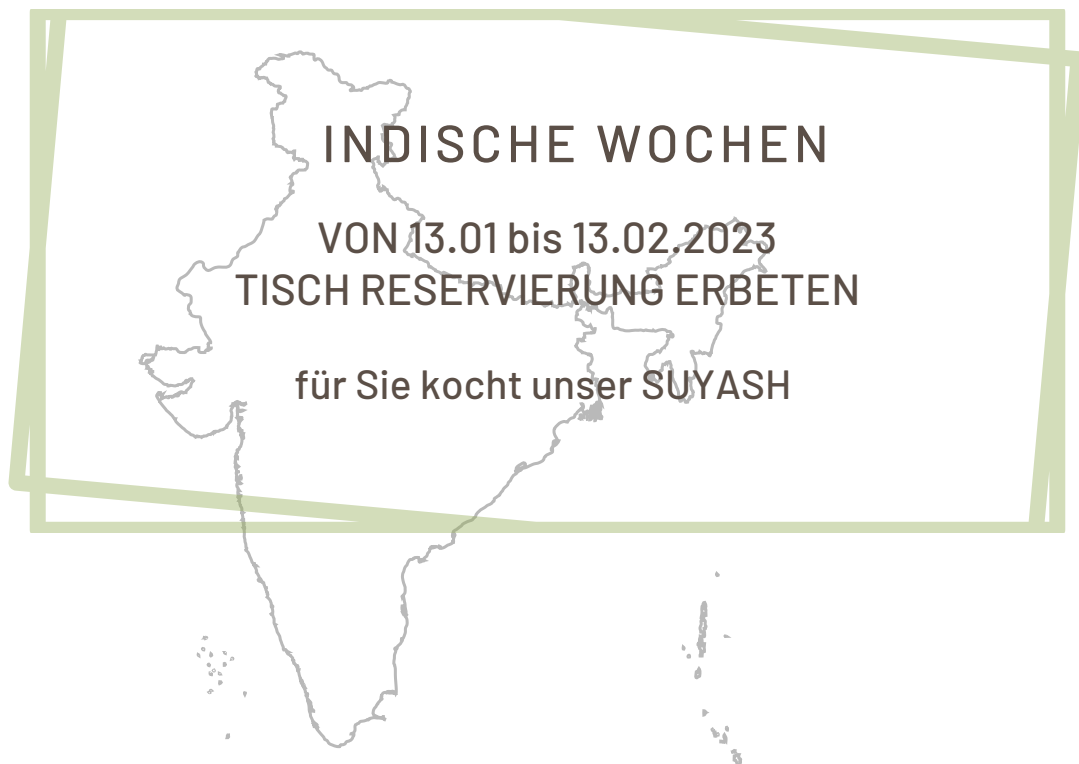 INDISCHE WOCHEN
VON 13.01 bis 13.02.2023
TISCH RESERVIERUNG ERBETEN
für Sie kocht unser SUYASH